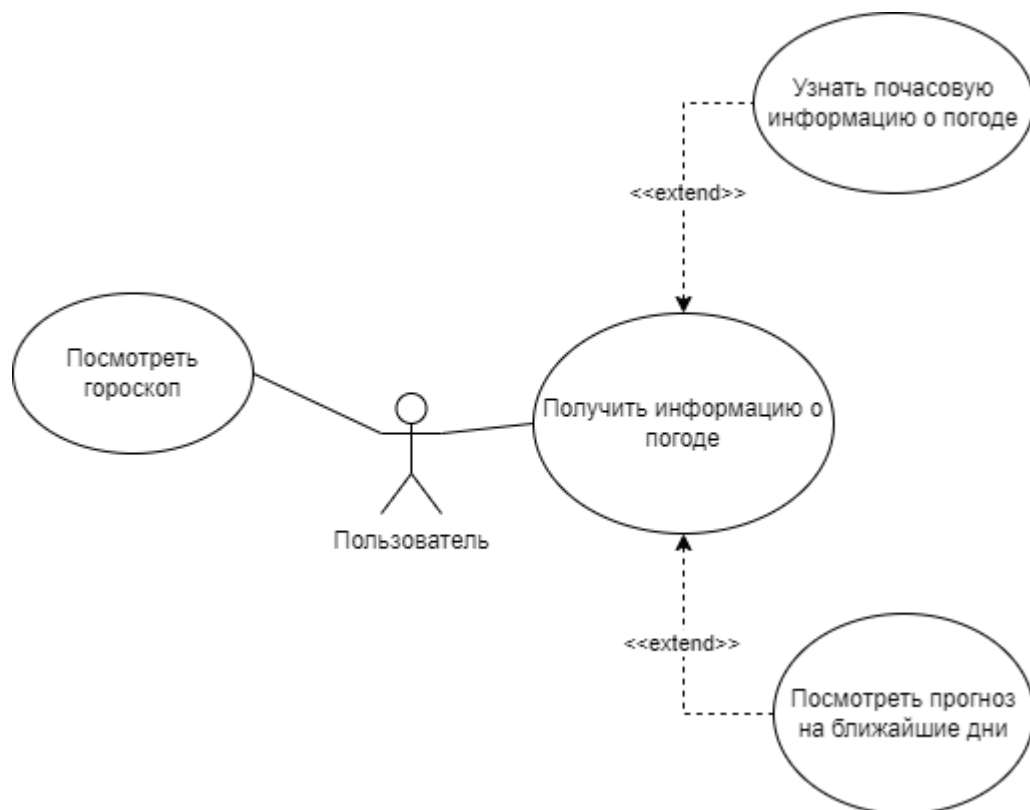 Узнать почасовую
информацию о погоде
<<extend>>
Посмотреть
гороскоп
Получить информацию о
погоде
Пользователь
<<extend>>
Посмотреть прогноз
на ближайшие дни